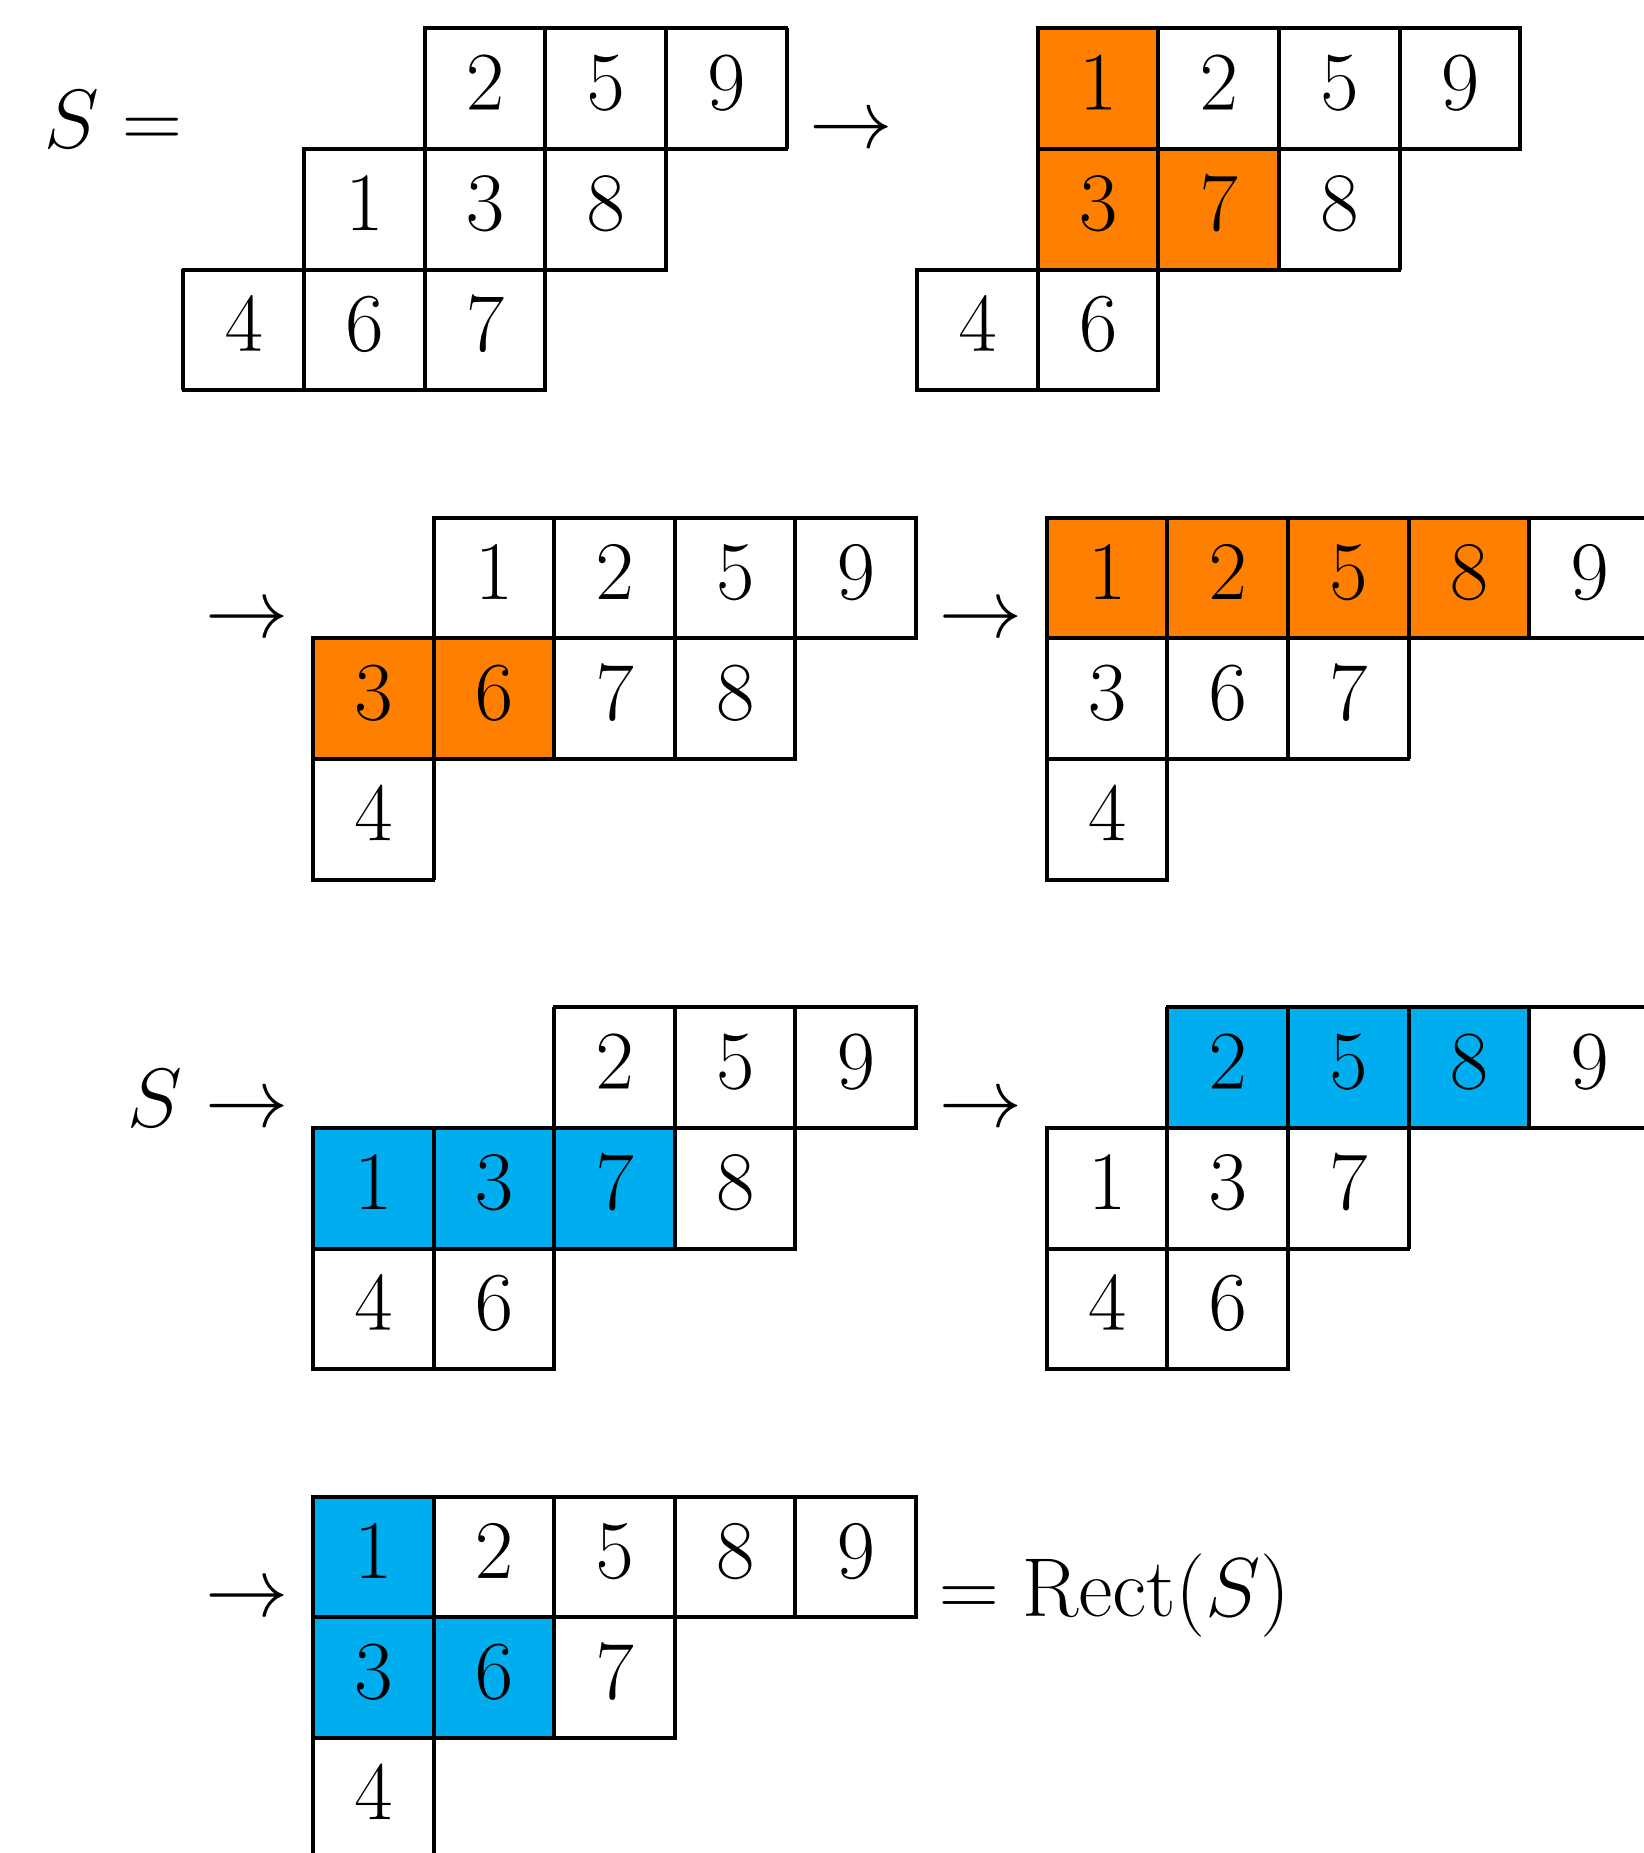 2 5 9 1 2 5 9
S = →
1 3 8 3 7 8
4 6 7 4 6
1 2 5 9 1 2 5 8 9
→ →
3 6 7 8 3 6 7
4 4
2 5 9 2 5 8 9
S → →
1 3 7 8 1 3 7
4 6 4 6
1 2 5 8 9
→ = Rect(S)
3 6 7
4